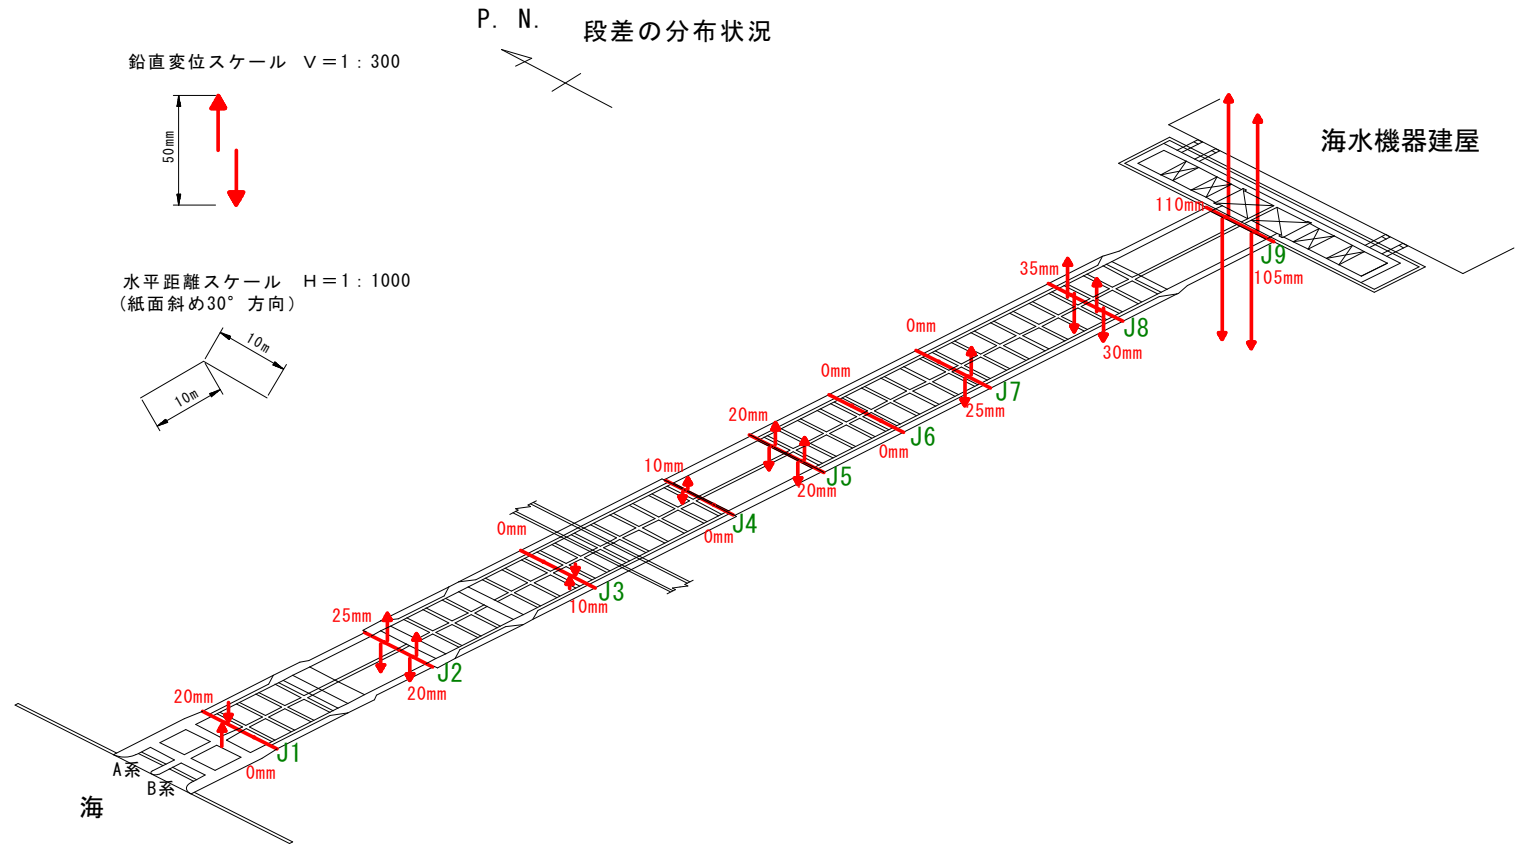 P. N.
段差の分布状況
鉛直変位スケール V=1:300
50mm
水平距離スケール H=1:1000
(紙面斜め30°方向)
10m
10m
海水機器建屋
110mm
J9
105mm
35mm
J8
30mm
0mm
J7
25mm
0mm
J6
0mm
20mm
J5
20mm
10mm
J4
0mm
0mm
J3
10mm
25mm
J2
20mm
20mm
J1
0mm
A系
B系
海